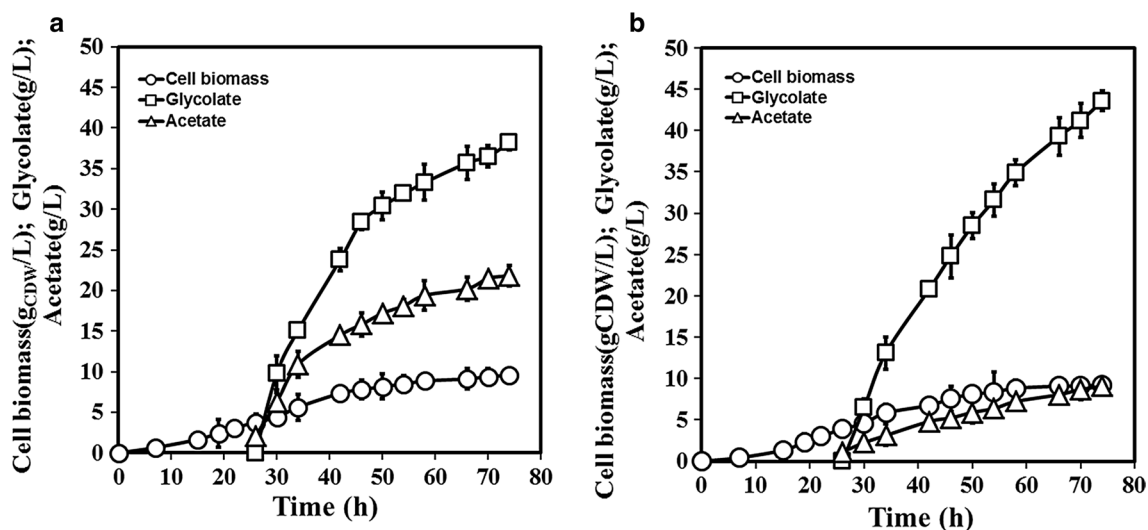 a
Cell biomass(gCDW/L); Glycolate(g/L);
Acetate(g/L)
50
45
40
35
30
25
20
15
10
5
0
Cell biomass
Glycolate
Acetate
0 10 20 30 40 50 60 70 80
Time (h)
b
Cell biomass(gCDW/L); Glycolate(g/L);
Acetate(g/L)
50
45
40
35
30
25
20
15
10
5
0
Cell biomass
Glycolate
Acetate
0 10 20 30 40 50 60 70 80
Time (h)